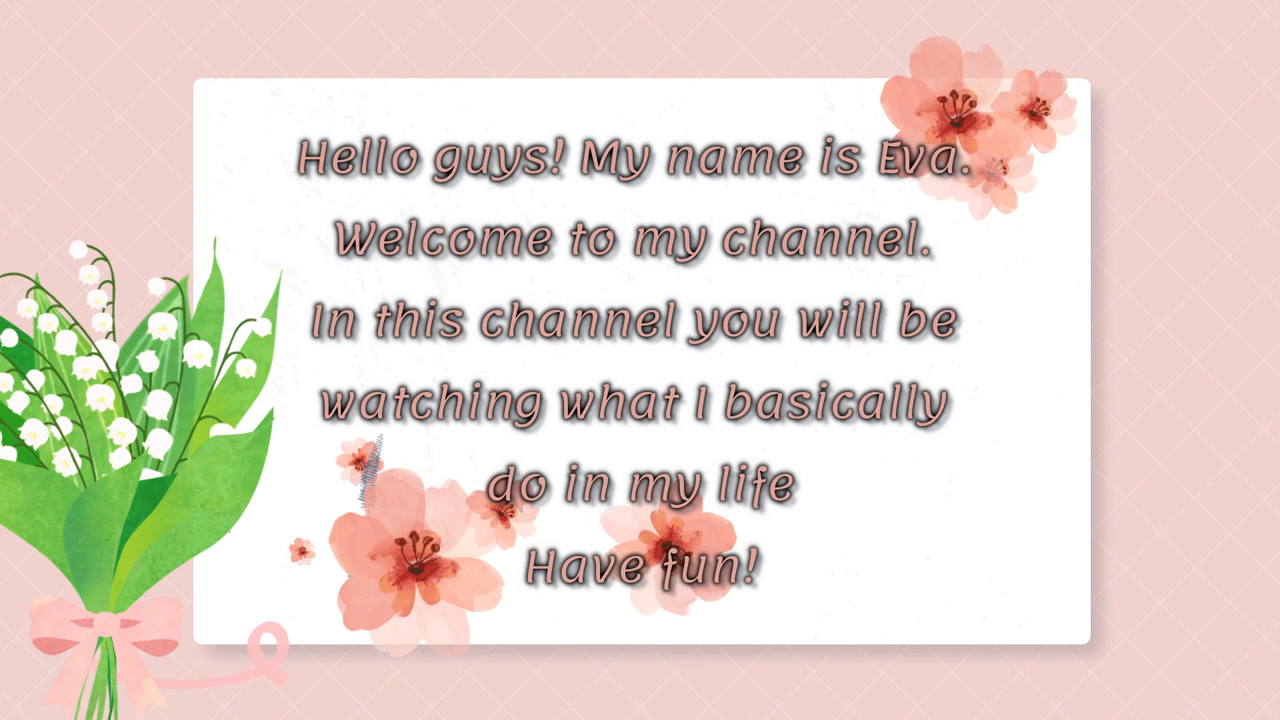 Hello guys! My name is Eva.
Welcome to my channel.
In this channel you will be
watching what I basically
do in my life
Have fun!